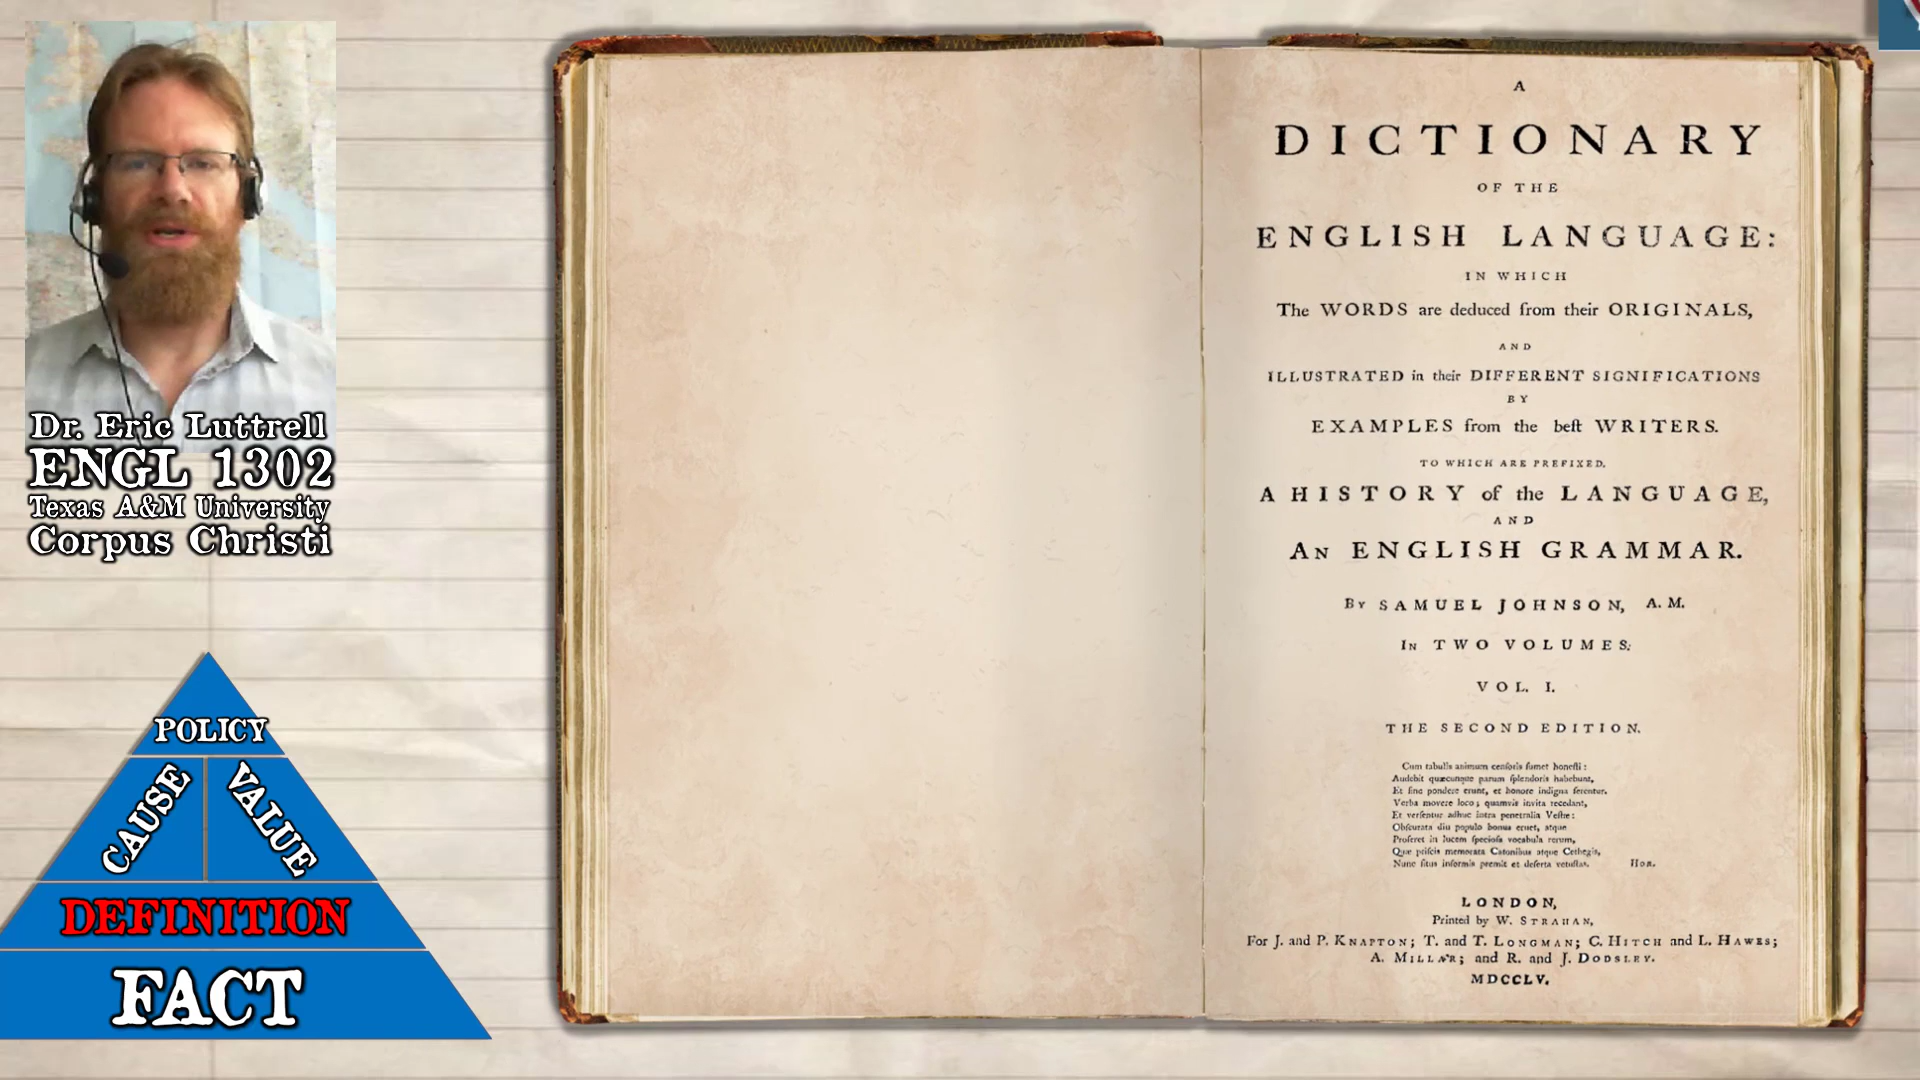 Dr. Eric Luttrell
ENGL 1302
Texas A&M University
Corpus Christi
POLICY
CAUSE
VALUE
DEFINITION
FACT
A
DICTIONARY
OF THE
ENGLISH LANGUAGE:
IN WHICH
The WORDS are deduced from their ORIGINALS,
AND
ILLUSTRATED in their DIFFERENT SIGNIFICATIONS
BY
EXAMPLES from the beſt WRITERS.
TO WHICH ARE PREFIXED,
A HISTORY of the LANGUAGE,
AND
AN ENGLISH GRAMMAR.
BY SAMUEL JOHNSON, A.M.
IN TWO VOLUMES.
VOL. I.
THE SECOND EDITION.
Cum tabulis animum cenſoris ſumet honeſti:
Audebit quæcunque parum ſplendoris habebunt,
Et ſine pondere erunt, et honore indigna ferentur.
Verba movere loco; quamvis invita recedant,
Et verſentur adhuc intra penetralia Veſtæ:
Obſcurata diu populo bonus eruet, atque
Proferet in lucem ſpecioſa vocabula rerum,
Quæ priſcis memorata Catonibus atque Cethegis,
Nunc ſitus informis premit et deſerta vetuſtas. HOR.
LONDON,
Printed by W. STRAHAN,
For J. and P. KNAPTON; T. and T. LONGMAN; C. HITCH and L. HAWES;
A. MILLAR; and R. and J. DODSLEY.
MDCCLV.